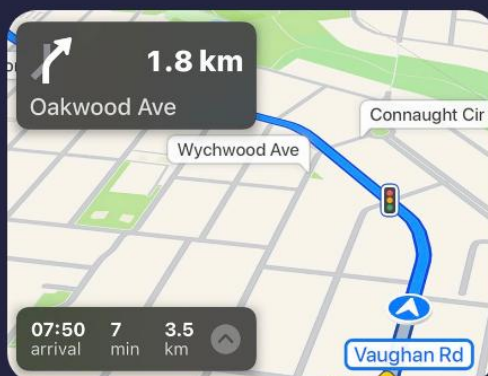 1.8 km
Oakwood Ave
Connaught Cir
Wychwood Ave
07:50 7 3.5
arrival min km
Vaughan Rd